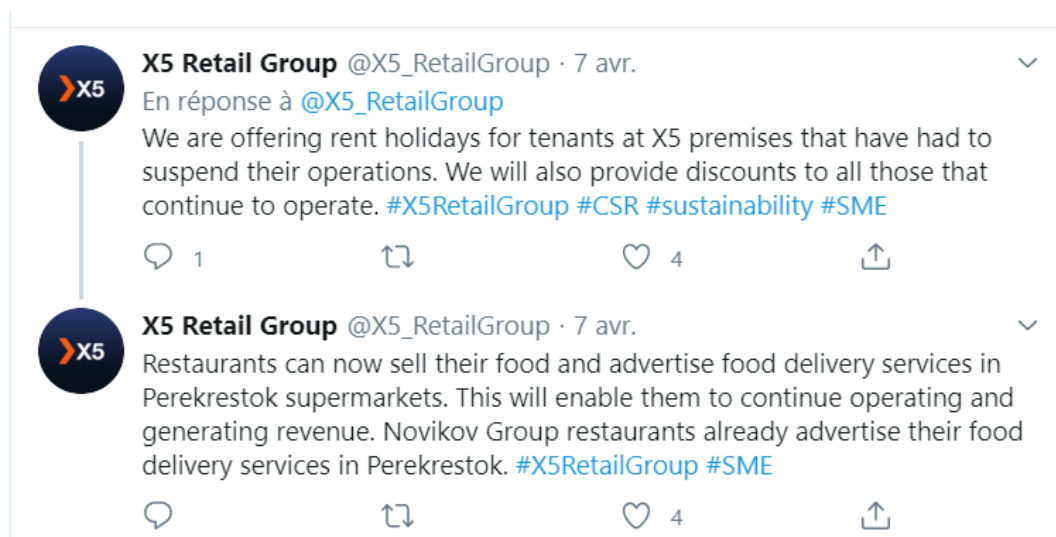 X5 Retail Group @X5_RetailGroup · 7 avr.
X5
En réponse à @X5_RetailGroup
We are offering rent holidays for tenants at X5 premises that have had to
suspend their operations. We will also provide discounts to all those that
continue to operate. #X5RetailGroup #CSR #sustainability #SME
1 4
X5 Retail Group @X5_RetailGroup · 7 avr.
X5
Restaurants can now sell their food and advertise food delivery services in
Perekrestok supermarkets. This will enable them to continue operating and
generating revenue. Novikov Group restaurants already advertise their food
delivery services in Perekrestok. #X5RetailGroup #SME
4